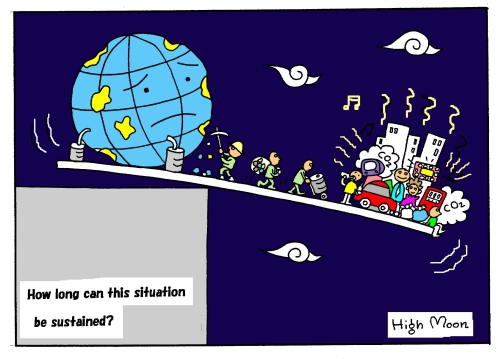 CO2
How long can this situation
be sustained?
High Moon